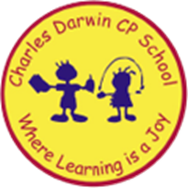 Charles Darwin CP School
Where Learning is a Joy